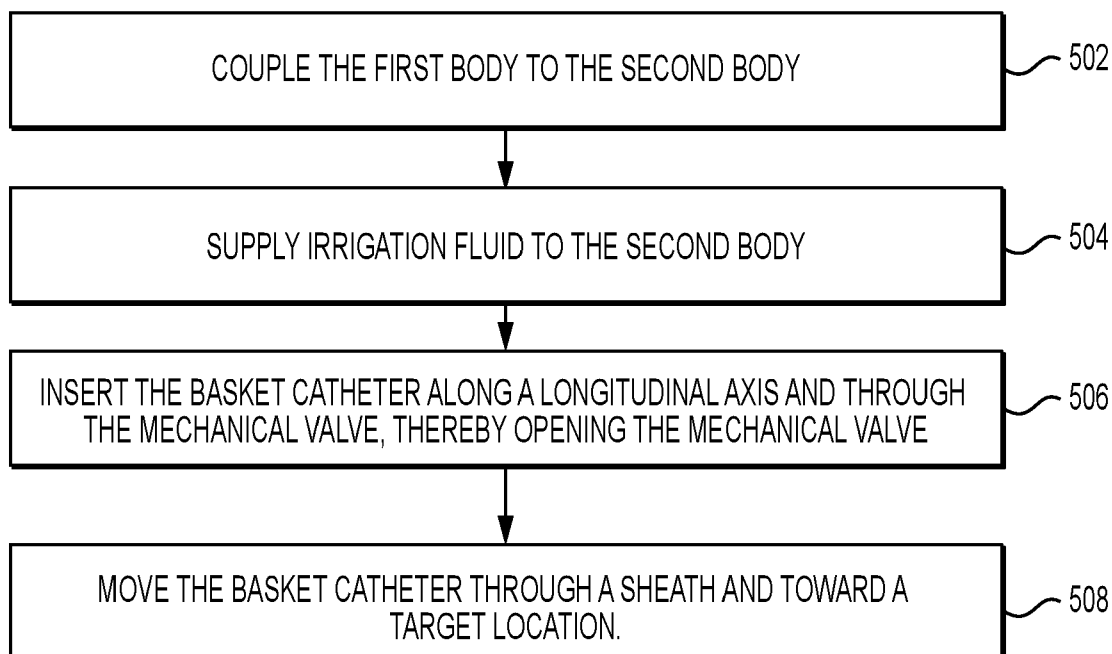 COUPLE THE FIRST BODY TO THE SECOND BODY
502
SUPPLY IRRIGATION FLUID TO THE SECOND BODY
504
INSERT THE BASKET CATHETER ALONG A LONGITUDINAL AXIS AND THROUGH
THE MECHANICAL VALVE, THEREBY OPENING THE MECHANICAL VALVE
506
MOVE THE BASKET CATHETER THROUGH A SHEATH AND TOWARD A
TARGET LOCATION.
508